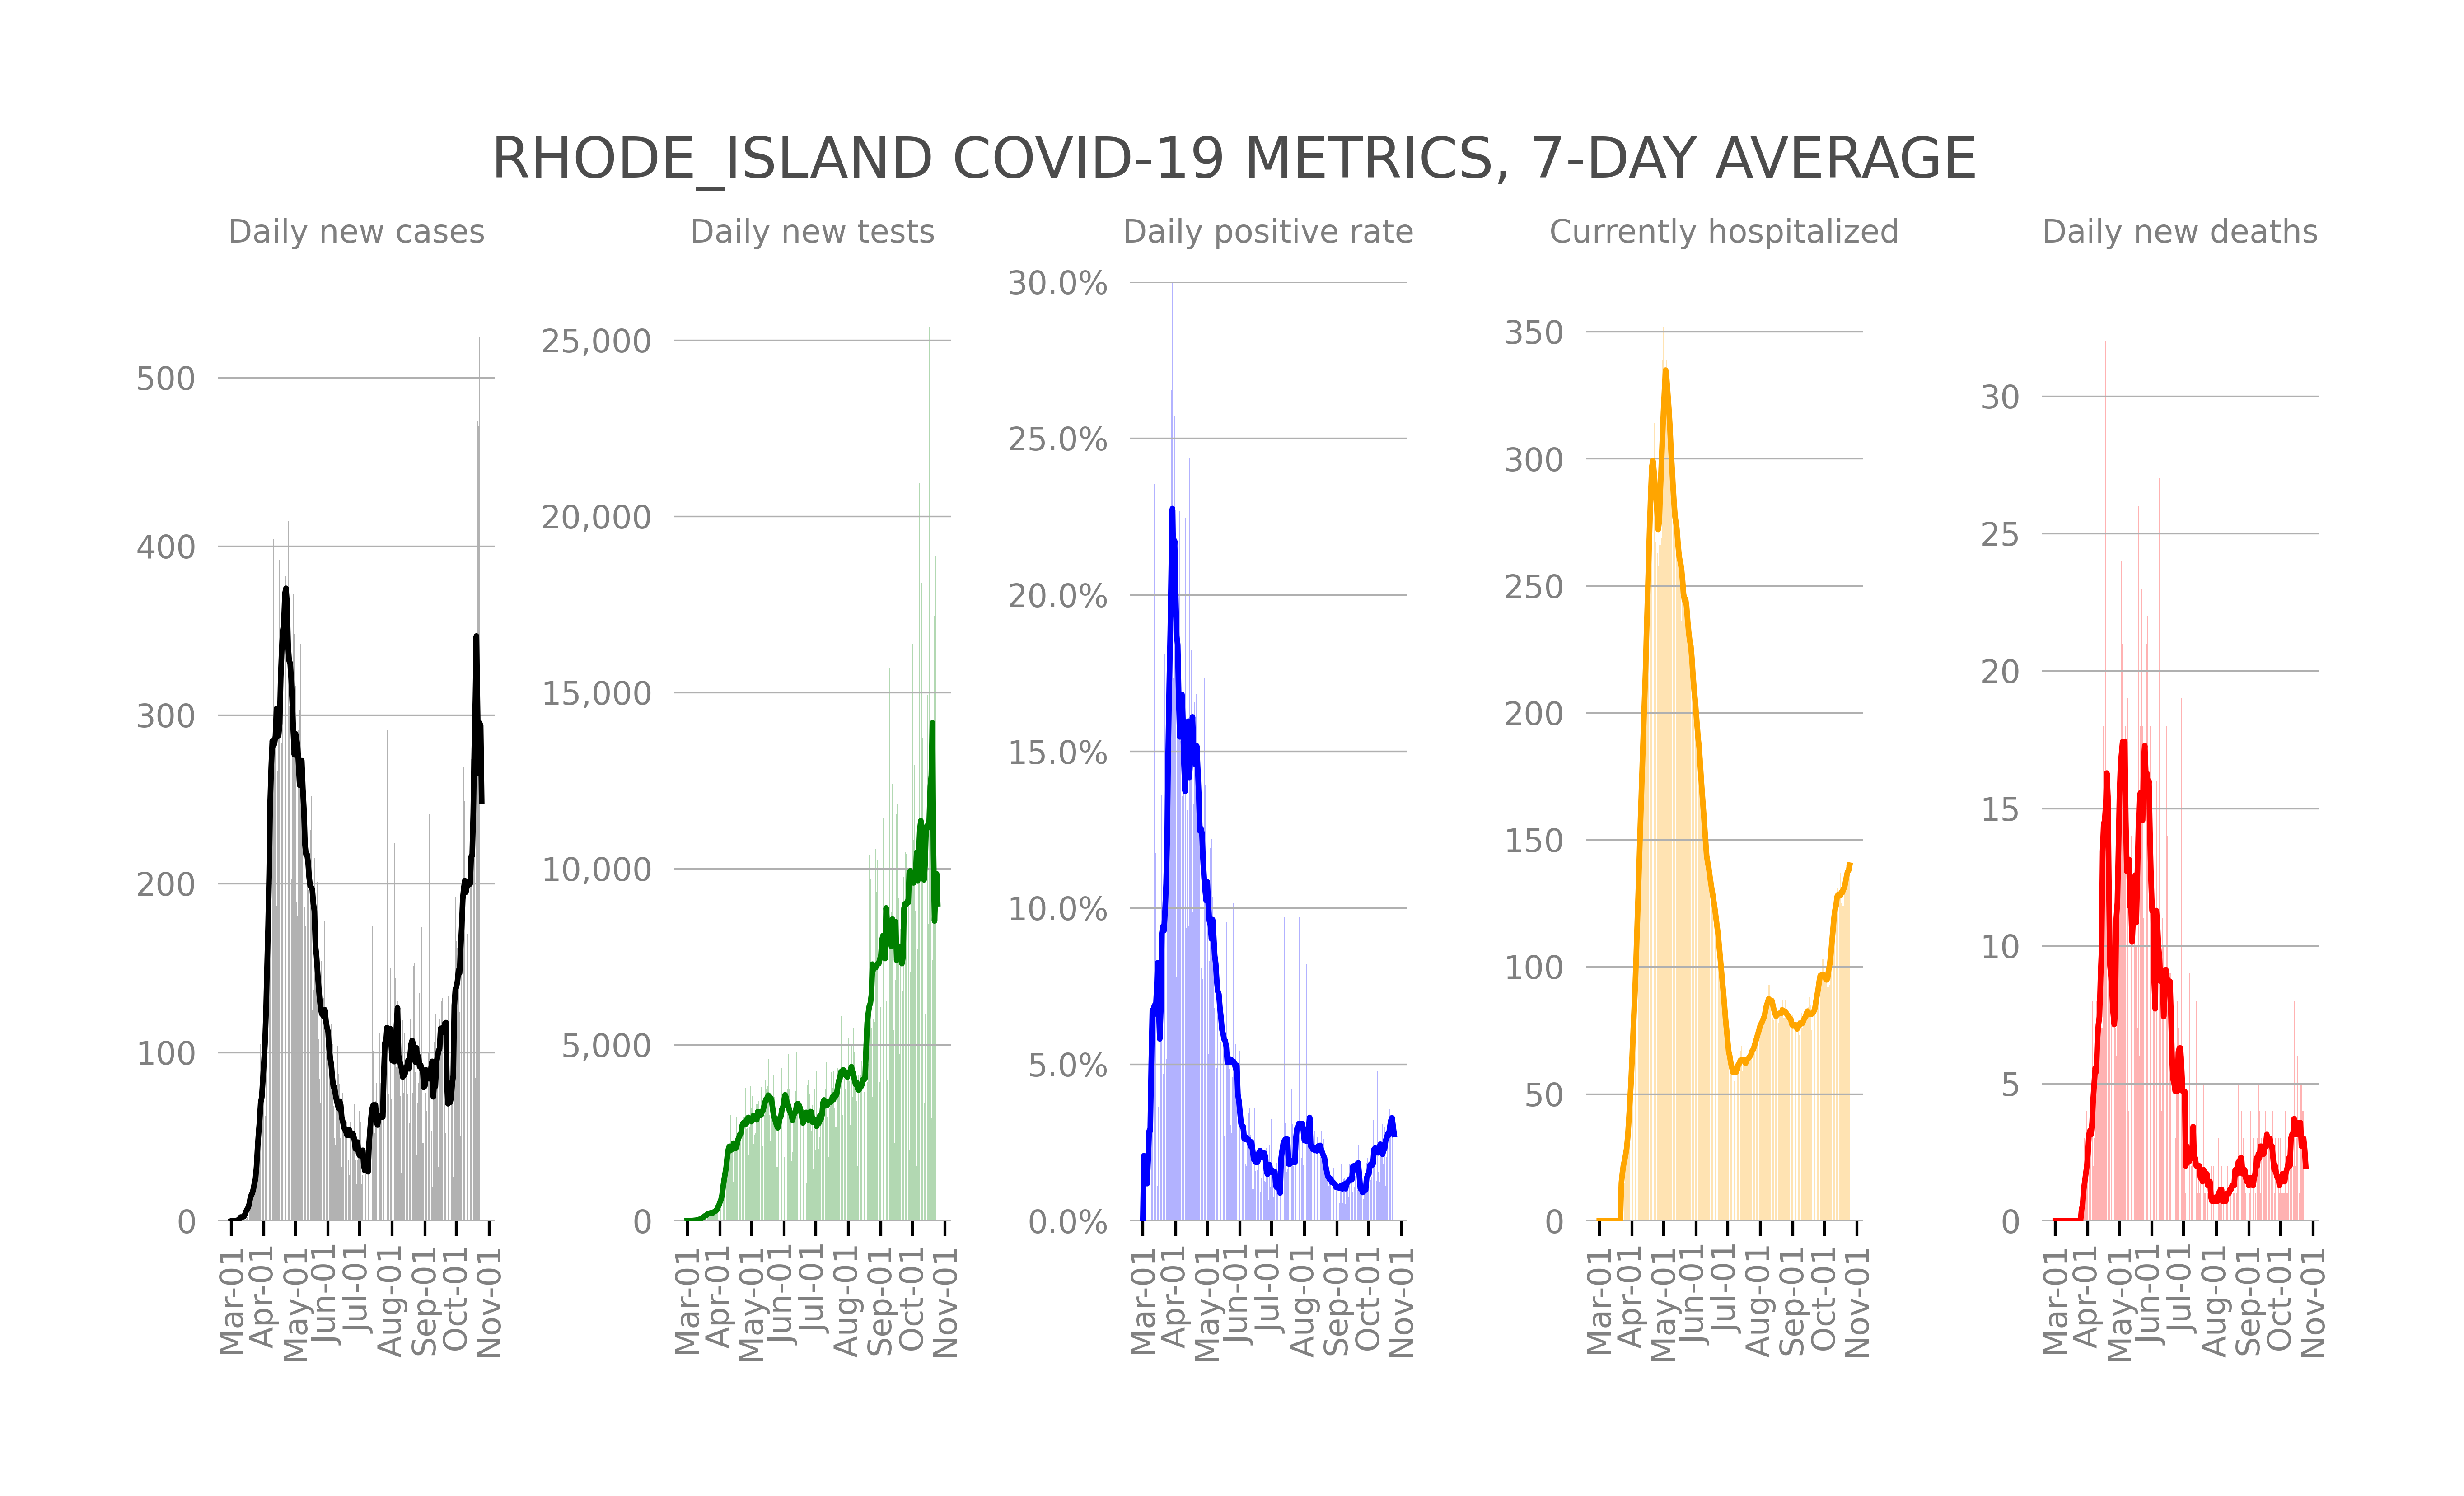 RHODE_ISLAND COVID-19 METRICS, 7-DAY AVERAGE
Daily new cases
500
400
300
200
100
0
Mar-01
Apr-01
May-01
Jun-01
Jul-01
Aug-01
Sep-01
Oct-01
Nov-01
Daily new tests
25,000
20,000
15,000
10,000
5,000
0
Mar-01
Apr-01
May-01
Jun-01
Jul-01
Aug-01
Sep-01
Oct-01
Nov-01
Daily positive rate
30.0%
25.0%
20.0%
15.0%
10.0%
5.0%
0.0%
Mar-01
Apr-01
May-01
Jun-01
Jul-01
Aug-01
Sep-01
Oct-01
Nov-01
Currently hospitalized
350
300
250
200
150
100
50
0
Mar-01
Apr-01
May-01
Jun-01
Jul-01
Aug-01
Sep-01
Oct-01
Nov-01
Daily new deaths
30
25
20
15
10
5
0
Mar-01
Apr-01
May-01
Jun-01
Jul-01
Aug-01
Sep-01
Oct-01
Nov-01